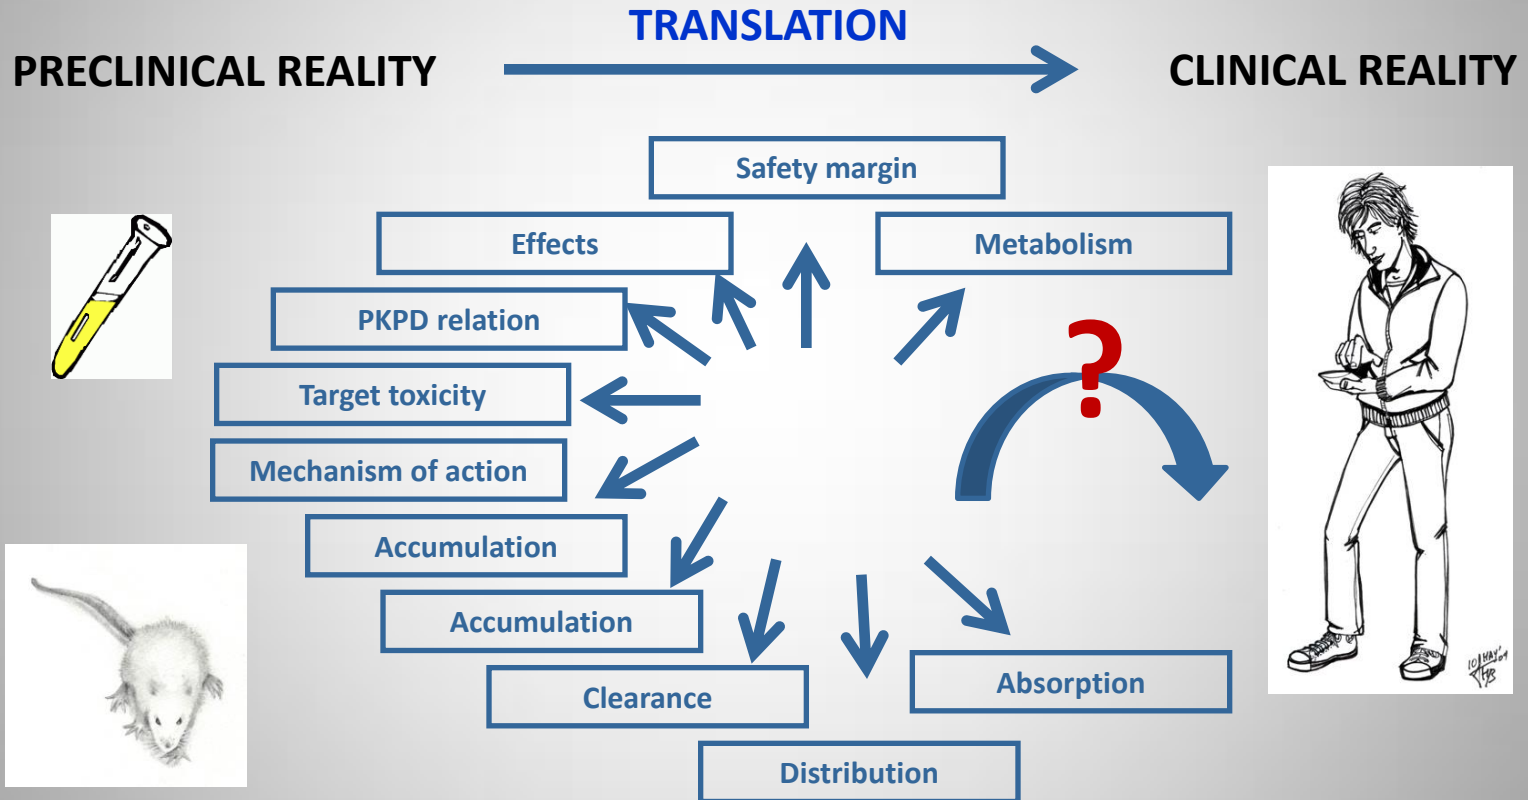 TRANSLATION
PRECLINICAL REALITY
CLINICAL REALITY
Safety margin
Effects
Metabolism
PKPD relation
?
Target toxicity
Mechanism of action
Accumulation
Accumulation
Clearance
Absorption
Distribution